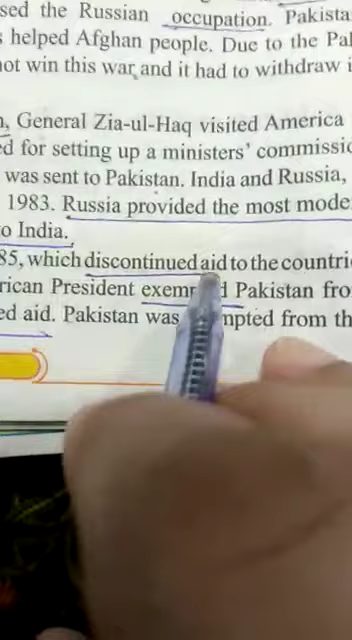 sed the Russian occupation. Pakista
helped Afghan people. Due to the Pa
not win this war and it had to withdraw i
General Zia-ul-Haq visited America
ed for setting up a ministers' commissio
was sent to Pakistan. India and Russia,
1983. Russia provided the most mode
to India.
85, which discontinued aid to the countri
rican President Pakistan fro
ed aid. Pakistan was from th